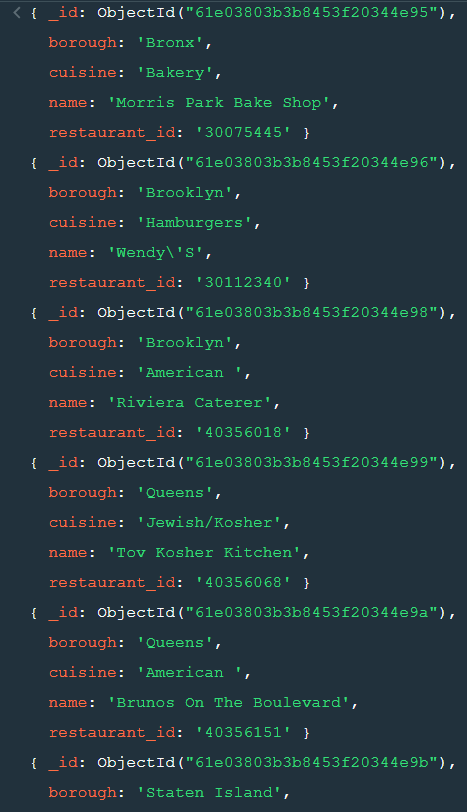 { _id: ObjectId("61e03803b3b8453f20344e95"),
borough: 'Bronx',
cuisine: 'Bakery',
name: 'Morris Park Bake Shop',
restaurant_id: '30075445' }
{ _id: ObjectId("61e03803b3b8453f20344e96"),
borough: 'Brooklyn',
cuisine: 'Hamburgers',
name: 'Wendy\'S',
restaurant_id: '30112340' }
{ _id: ObjectId("61e03803b3b8453f20344e98"),
borough: 'Brooklyn',
cuisine: 'American ',
name: 'Riviera Caterer',
restaurant_id: '40356018' }
{ _id: ObjectId("61e03803b3b8453f20344e99"),
borough: 'Queens',
cuisine: 'Jewish/Kosher',
name: 'Tov Kosher Kitchen',
restaurant_id: '40356068' }
{ _id: ObjectId("61e03803b3b8453f20344e9a"),
borough: 'Queens',
cuisine: 'American ',
name: 'Brunos On The Boulevard',
restaurant_id: '40356151' }
{ _id: ObjectId("61e03803b3b8453f20344e9b"),
borough: 'Staten Island',